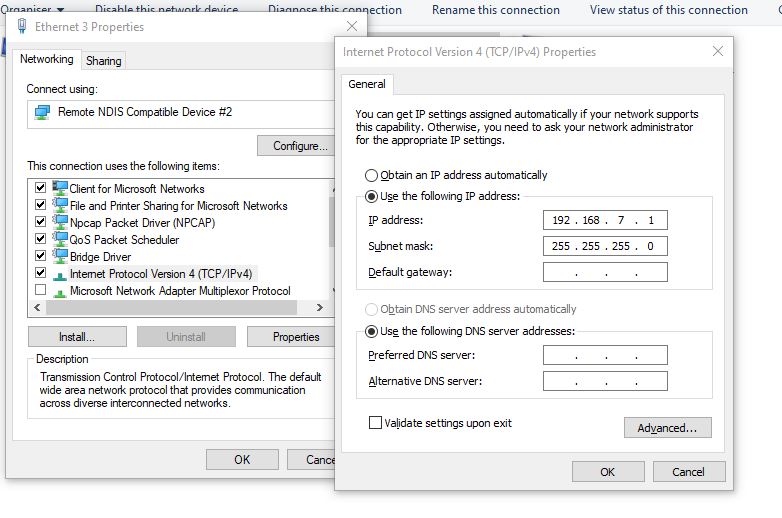 Organiser
Disable this network device
Diagnose this connection
Rename this connection
View status of this connection
Ethernet 3 Properties
Networking
Sharing
Connect using:
Remote NDIS Compatible Device #2
Configure...
This connection uses the following items:
Client for Microsoft Networks
File and Printer Sharing for Microsoft Networks
Npcap Packet Driver (NPCAP)
QoS Packet Scheduler
Bridge Driver
Internet Protocol Version 4 (TCP/IPv4)
Microsoft Network Adapter Multiplexor Protocol
Install...
Uninstall
Properties
Description
Transmission Control Protocol/Internet Protocol. The default
wide area network protocol that provides communication
across diverse interconnected networks.
OK
Internet Protocol Version 4 (TCP/IPv4) Properties
General
You can get IP settings assigned automatically if your network supports
this capability. Otherwise, you need to ask your network administrator
for the appropriate IP settings.
Obtain an IP address automatically
Use the following IP address:
IP address: 192 . 168 . 7 . 1
Subnet mask: 255 . 255 . 255 . 0
Default gateway: . . .
Obtain DNS server address automatically
Use the following DNS server addresses:
Preferred DNS server: . . .
Alternative DNS server: . . .
Validate settings upon exit
Advanced...
OK
Cancel